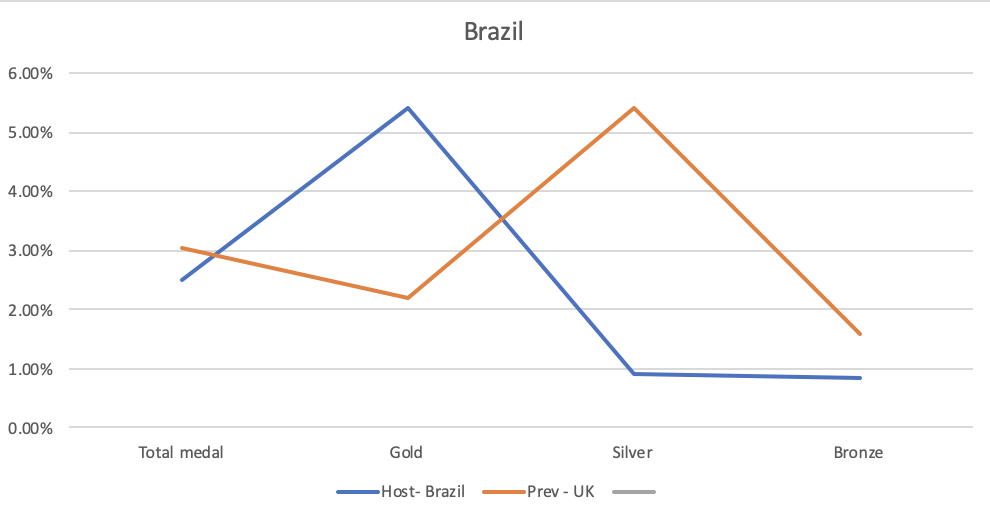 Brazil
6.00%
5.00%
4.00%
3.00%
2.00%
1.00%
0.00%
Total medal Gold Silver Bronze
Host- Brazil Prev - UK